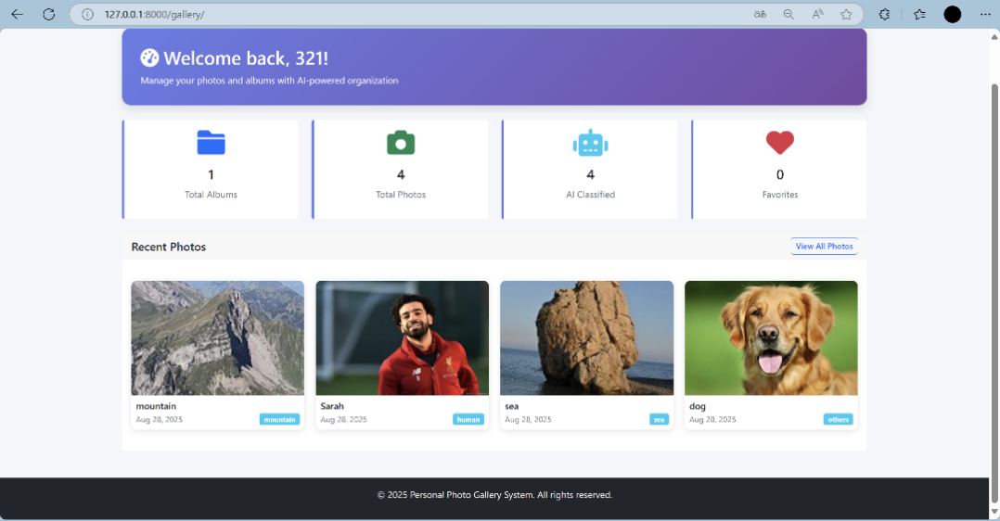 127.0.0.1:8000/gallery/
Welcome back, 321!
Manage your photos and albums with AI-powered organization
1
Total Albums
4
Total Photos
4
AI Classified
0
Favorites
Recent Photos
View All Photos
mountain
Aug 28, 2025
mountain
Sarah
Aug 28, 2025
human
sea
Aug 28, 2025
sea
dog
Aug 28, 2025
others
© 2025 Personal Photo Gallery System. All rights reserved.